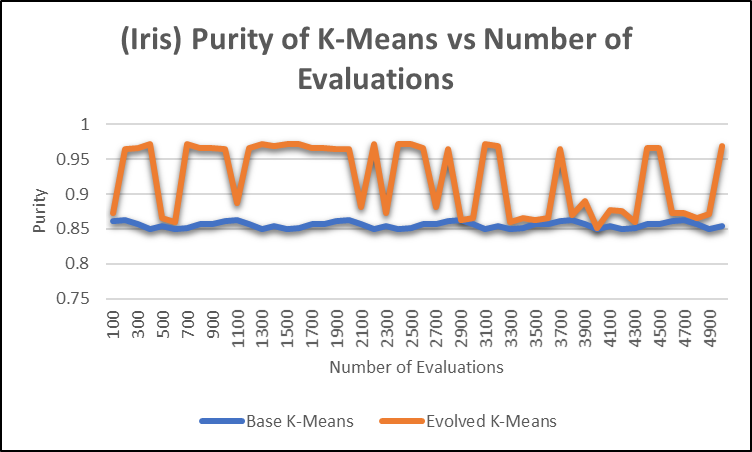 (Iris) Purity of K-Means vs Number of
Evaluations
1
0.95
0.9
0.85
0.8
0.75
Purity
100 300 500 700 900 1100 1300 1500 1700 1900 2100 2300 2500 2700 2900 3100 3300 3500 3700 3900 4100 4300 4500 4700 4900
Number of Evaluations
Base K-Means Evolved K-Means